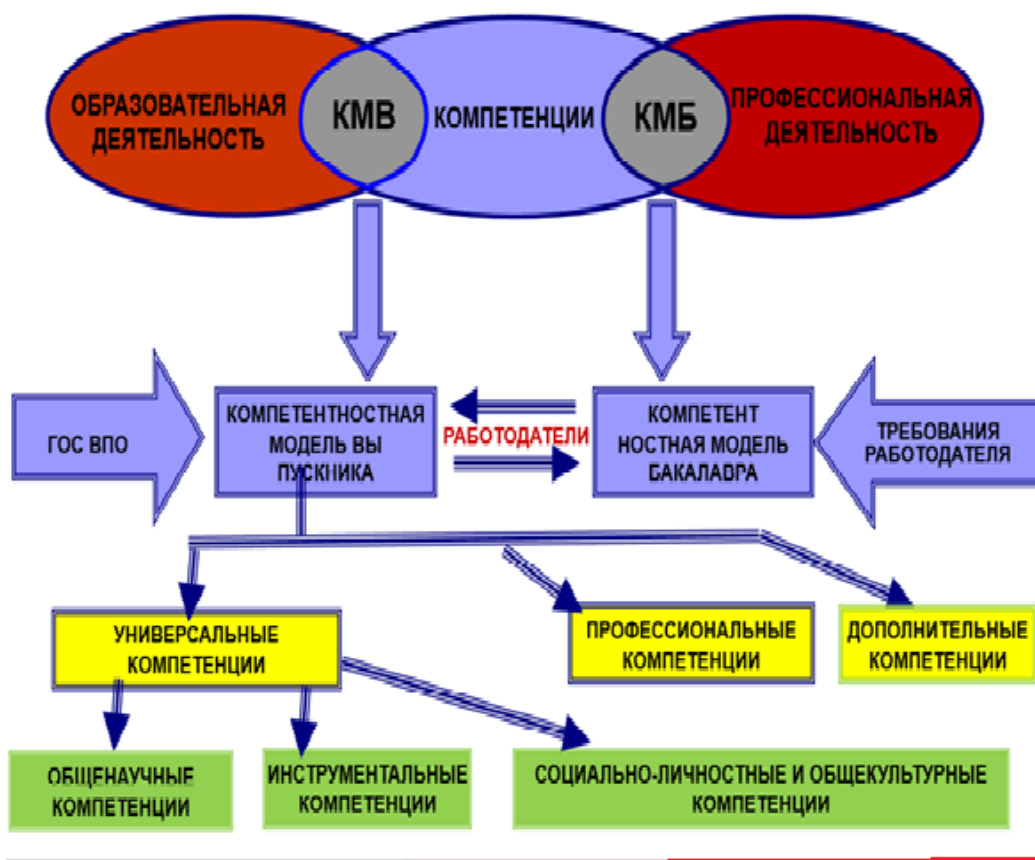 ОБРАЗОВАТЕЛЬНАЯ
ДЕЯТЕЛЬНОСТЬ
КМВ
КОМПЕТЕНЦИИ
КМБ
ПРОФЕССИОНАЛЬНАЯ
ДЕЯТЕЛЬНОСТЬ
ГОС ВПО
КОМПЕТЕНТНОСТНАЯ
МОДЕЛЬ ВЫ
ПУСКНИКА
РАБОТОДАТЕЛИ
КОМПЕТЕНТ
НОСТНАЯ МОДЕЛЬ
БАКАЛАВРА
ТРЕБОВАНИЯ
РАБОТОДАТЕЛЯ
УНИВЕРСАЛЬНЫЕ
КОМПЕТЕНЦИИ
ПРОФЕССИОНАЛЬНЫЕ
КОМПЕТЕНЦИИ
ДОПОЛНИТЕЛЬНЫЕ
КОМПЕТЕНЦИИ
ОБЩЕНАУЧНЫЕ
КОМПЕТЕНЦИИ
ИНСТРУМЕНТАЛЬНЫЕ
КОМПЕТЕНЦИИ
СОЦИАЛЬНО-ЛИЧНОСТНЫЕ И ОБЩЕКУЛЬТУРНЫЕ
КОМПЕТЕНЦИИ